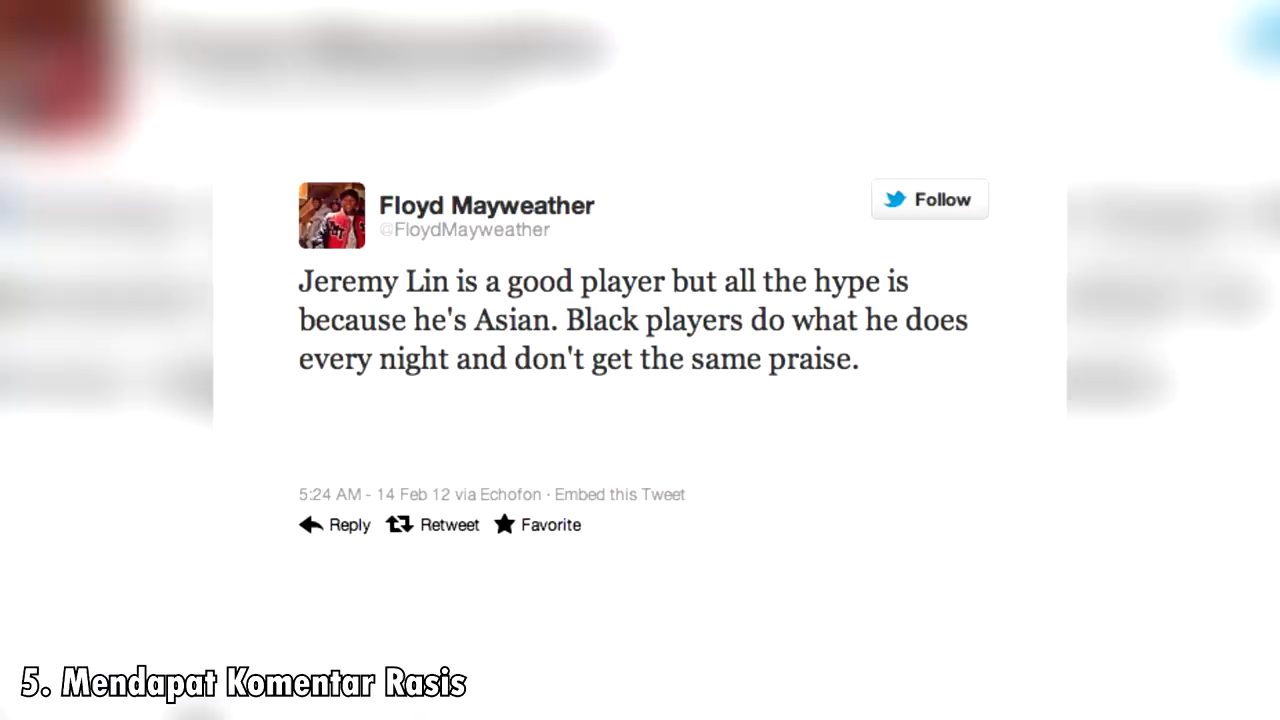 Floyd Mayweather
Follow
@FloydMayweather
Jeremy Lin is a good player but all the hype is
because he's Asian. Black players do what he does
every night and don't get the same praise.
5:24 AM - 14 Feb 12 via Echofon · Embed this Tweet
Reply Retweet Favorite
5. Mendapat Komentar Rasis